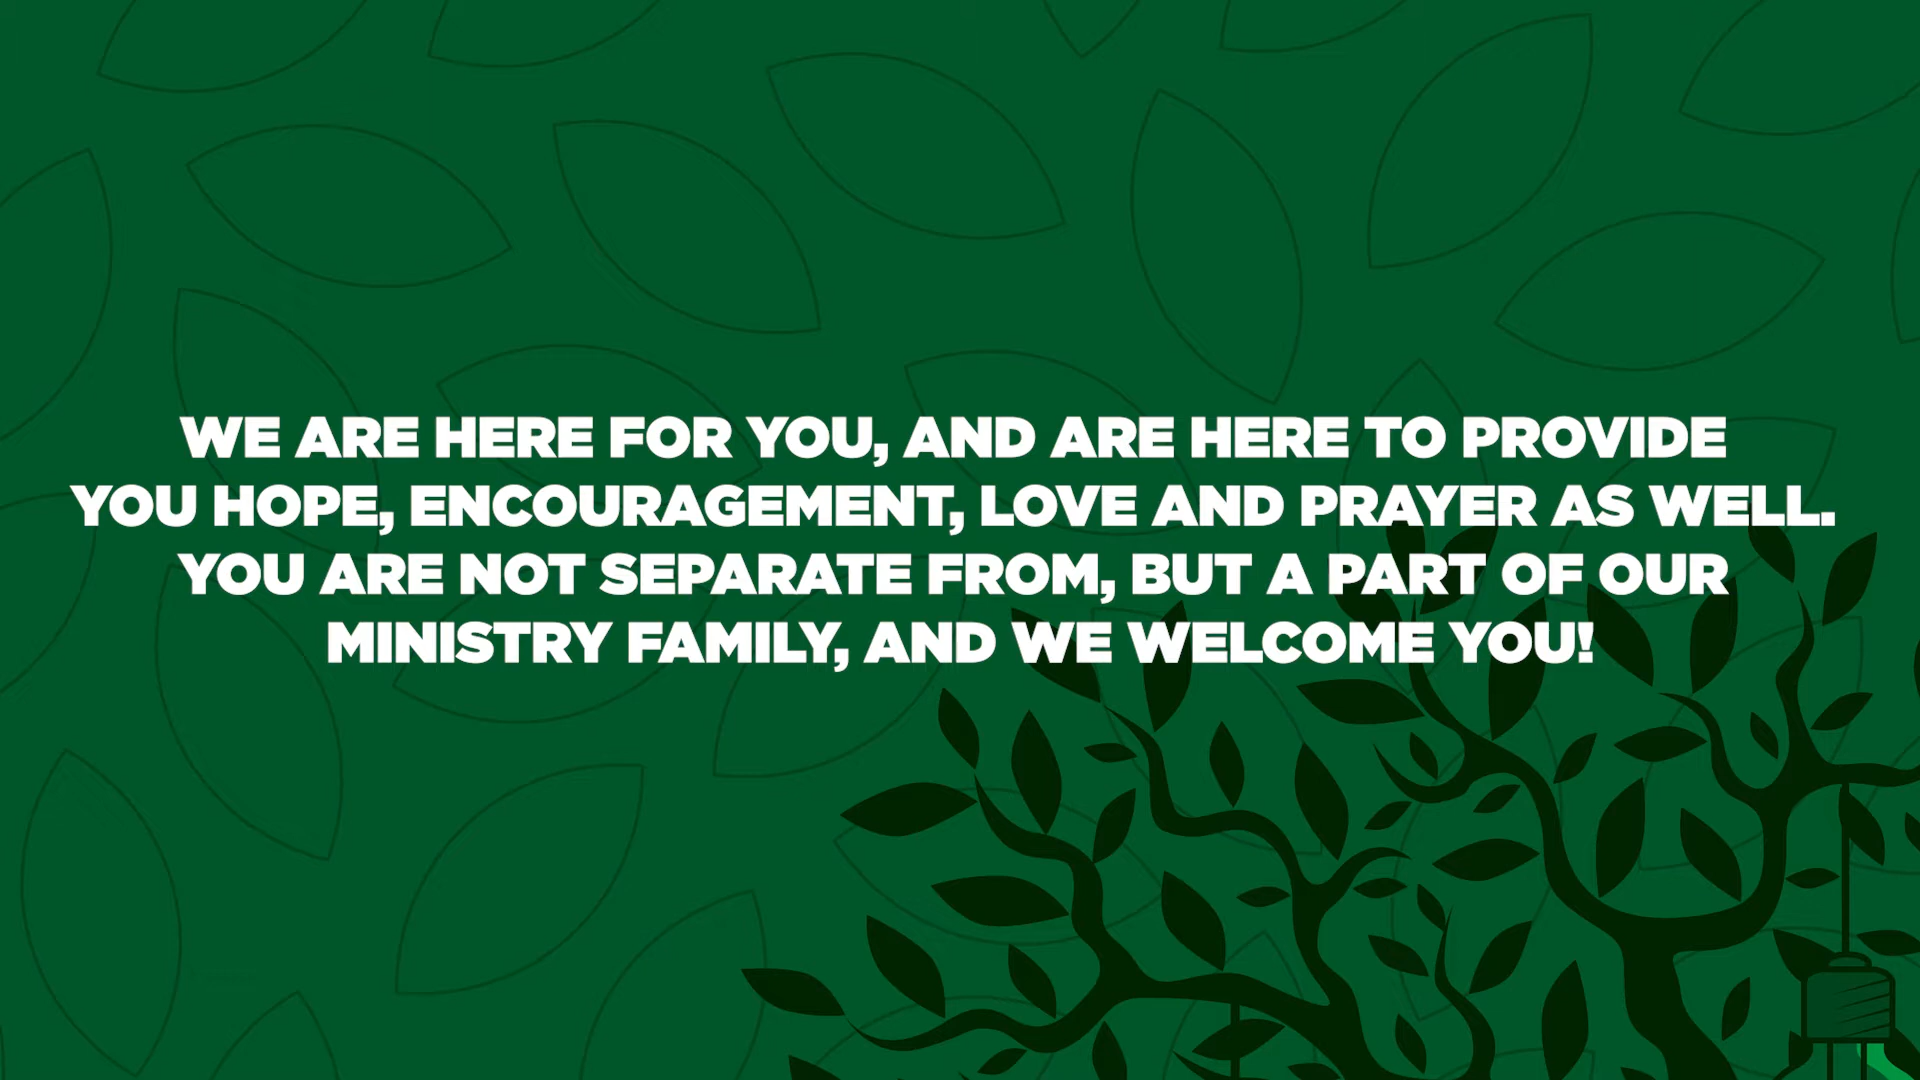 WE ARE HERE FOR YOU, AND ARE HERE TO PROVIDE
YOU HOPE, ENCOURAGEMENT, LOVE AND PRAYER AS WELL.
YOU ARE NOT SEPARATE FROM, BUT A PART OF OUR
MINISTRY FAMILY, AND WE WELCOME YOU!